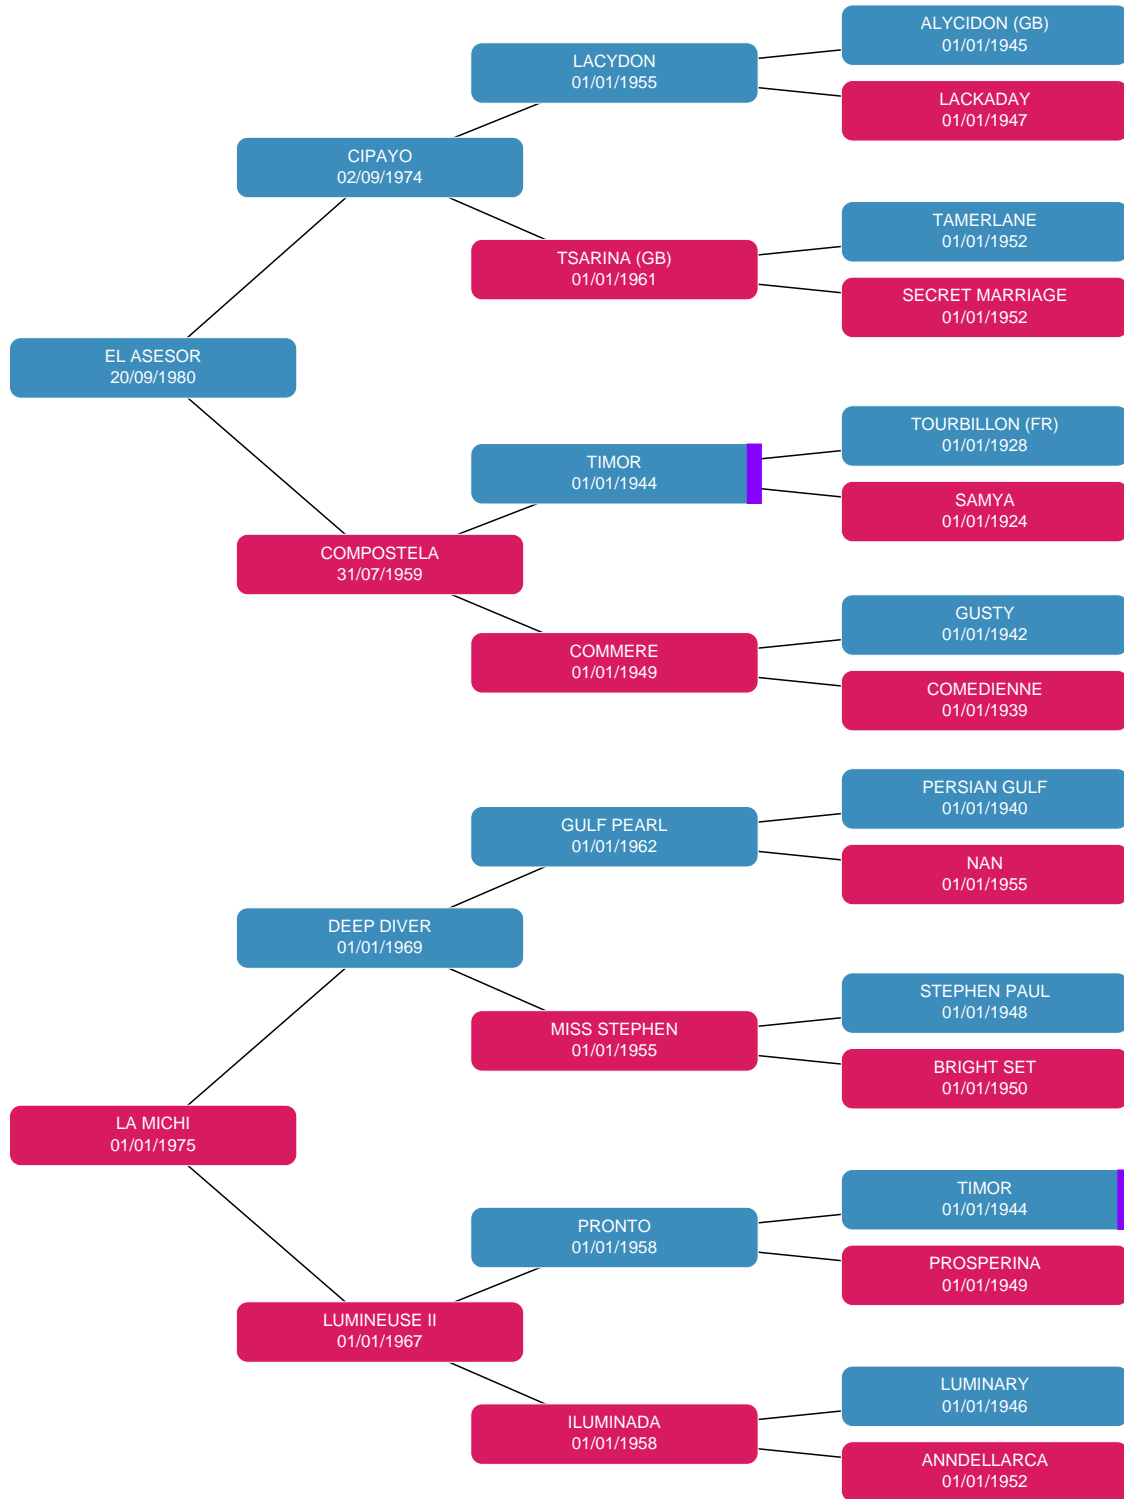 ALYCIDON (GB)
01/01/1945
LACYDON
01/01/1955
LACKADAY
01/01/1947
CIPAYO
02/09/1974
TAMERLANE
01/01/1952
TSARINA (GB)
01/01/1961
SECRET MARRIAGE
01/01/1952
EL ASESOR
20/09/1980
TOURBILLON (FR)
01/01/1928
TIMOR
01/01/1944
SAMYA
01/01/1924
COMPOSTELA
31/07/1959
GUSTY
01/01/1942
COMMERE
01/01/1949
COMEDIENNE
01/01/1939
PERSIAN GULF
01/01/1940
GULF PEARL
01/01/1962
NAN
01/01/1955
DEEP DIVER
01/01/1969
STEPHEN PAUL
01/01/1948
MISS STEPHEN
01/01/1955
BRIGHT SET
01/01/1950
LA MICHI
01/01/1975
TIMOR
01/01/1944
PRONTO
01/01/1958
PROSPERINA
01/01/1949
LUMINEUSE II
01/01/1967
LUMINARY
01/01/1946
ILUMINADA
01/01/1958
ANNDELLARCA
01/01/1952